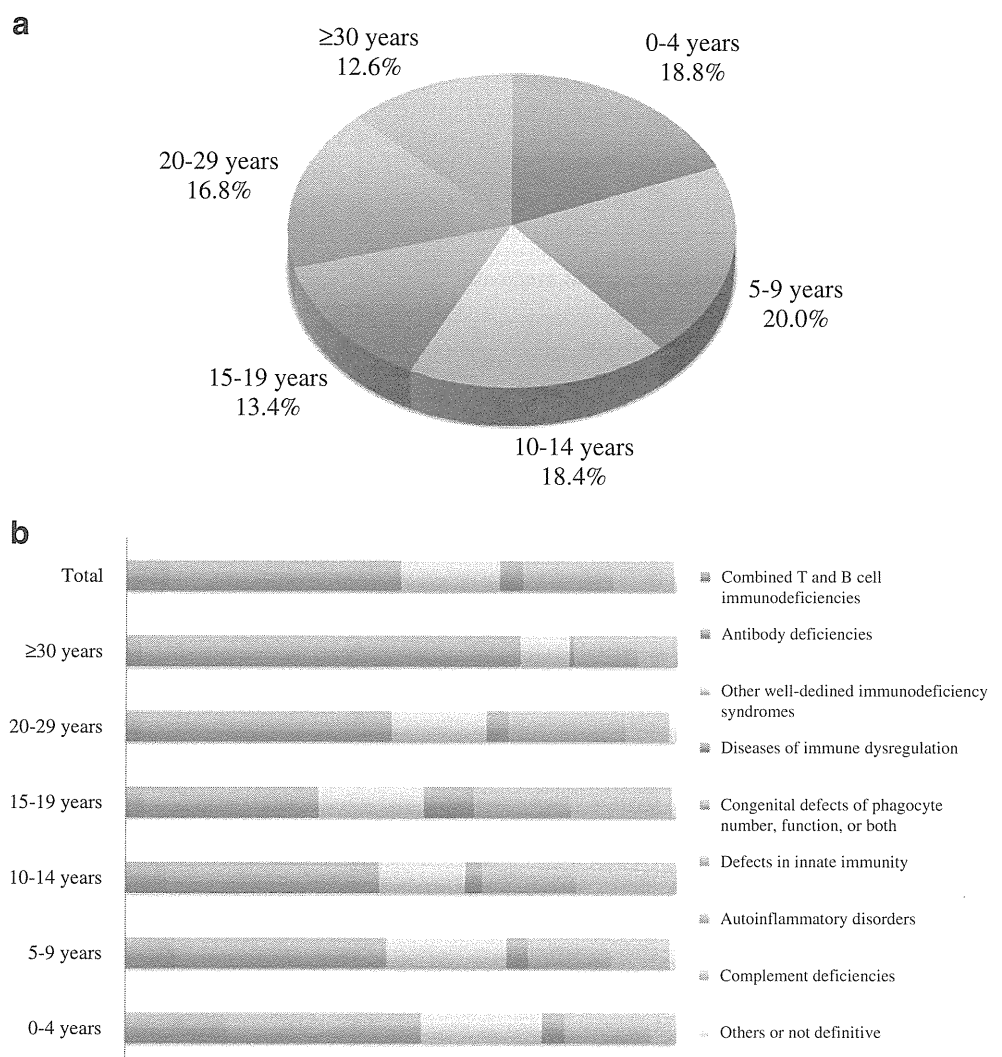 a
≥30 years
12.6%
0-4 years
18.8%
20-29 years
16.8%
5-9 years
20.0%
15-19 years
13.4%
10-14 years
18.4%
b
Total
≥30 years
20-29 years
15-19 years
10-14 years
5-9 years
0-4 years
Combined T and B cell
immunodeficiencies
Antibody deficiencies
Other well-dedined immunodeficiency
syndromes
Diseases of immune dysregulation
Congenital defects of phagocyte
number, function, or both
Defects in innate immunity
Autoinflammatory disorders
Complement deficiencies
Others or not definitive